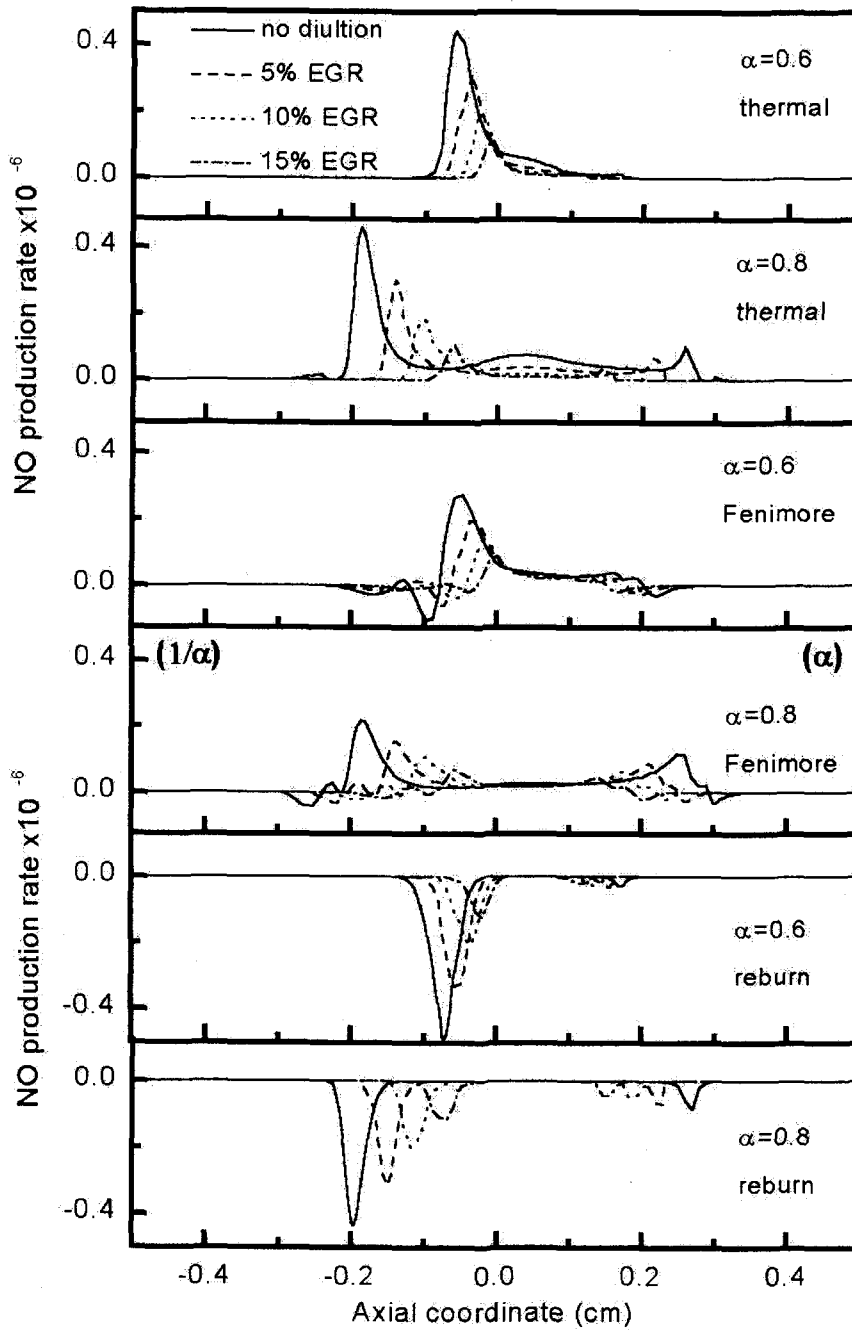 no diultion
5% EGR
10% EGR
15% EGR
0.4
0.0
α=0.6
thermal
0.4
0.0
α=0.8
thermal
0.4
0.0
α=0.6
Fenimore
NO production rate x10 -6
(1/α)
(α)
0.4
0.0
α=0.8
Fenimore
0.0
-0.4
α=0.6
reburn
0.0
-0.4
α=0.8
reburn
NO production rate x10 -6
-0.4
-0.2
0.0
0.2
0.4
Axial coordinate (cm)